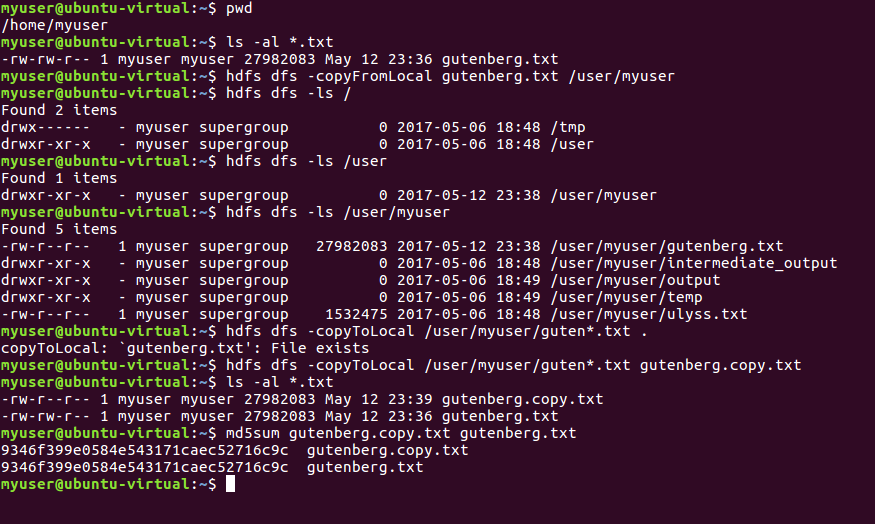 myuser@ubuntu-virtual:~$ pwd
/home/myuser
myuser@ubuntu-virtual:~$ ls -al *.txt
-rw-rw-r-- 1 myuser myuser 27982083 May 12 23:36 gutenberg.txt
myuser@ubuntu-virtual:~$ hdfs dfs -copyFromLocal gutenberg.txt /user/myuser
myuser@ubuntu-virtual:~$ hdfs dfs -ls /
Found 2 items
drwx------   - myuser supergroup          0 2017-05-06 18:48 /tmp
drwxr-xr-x   - myuser supergroup          0 2017-05-06 18:48 /user
myuser@ubuntu-virtual:~$ hdfs dfs -ls /user
Found 1 items
drwxr-xr-x   - myuser supergroup          0 2017-05-12 23:38 /user/myuser
myuser@ubuntu-virtual:~$ hdfs dfs -ls /user/myuser
Found 5 items
-rw-r--r--   1 myuser supergroup   27982083 2017-05-12 23:38 /user/myuser/gutenberg.txt
drwxr-xr-x   - myuser supergroup          0 2017-05-06 18:48 /user/myuser/intermediate_output
drwxr-xr-x   - myuser supergroup          0 2017-05-06 18:49 /user/myuser/output
drwxr-xr-x   - myuser supergroup          0 2017-05-06 18:49 /user/myuser/temp
-rw-r--r--   1 myuser supergroup    1532475 2017-05-06 18:48 /user/myuser/ulyss.txt
myuser@ubuntu-virtual:~$ hdfs dfs -copyToLocal /user/myuser/guten*.txt .
copyToLocal: `gutenberg.txt': File exists
myuser@ubuntu-virtual:~$ hdfs dfs -copyToLocal /user/myuser/guten*.txt gutenberg.copy.txt
myuser@ubuntu-virtual:~$ ls -al *.txt
-rw-r--r-- 1 myuser myuser 27982083 May 12 23:39 gutenberg.copy.txt
-rw-rw-r-- 1 myuser myuser 27982083 May 12 23:36 gutenberg.txt
myuser@ubuntu-virtual:~$ md5sum gutenberg.copy.txt gutenberg.txt
9346f399e0584e543171caec52716c9c  gutenberg.copy.txt
9346f399e0584e543171caec52716c9c  gutenberg.txt
myuser@ubuntu-virtual:~$